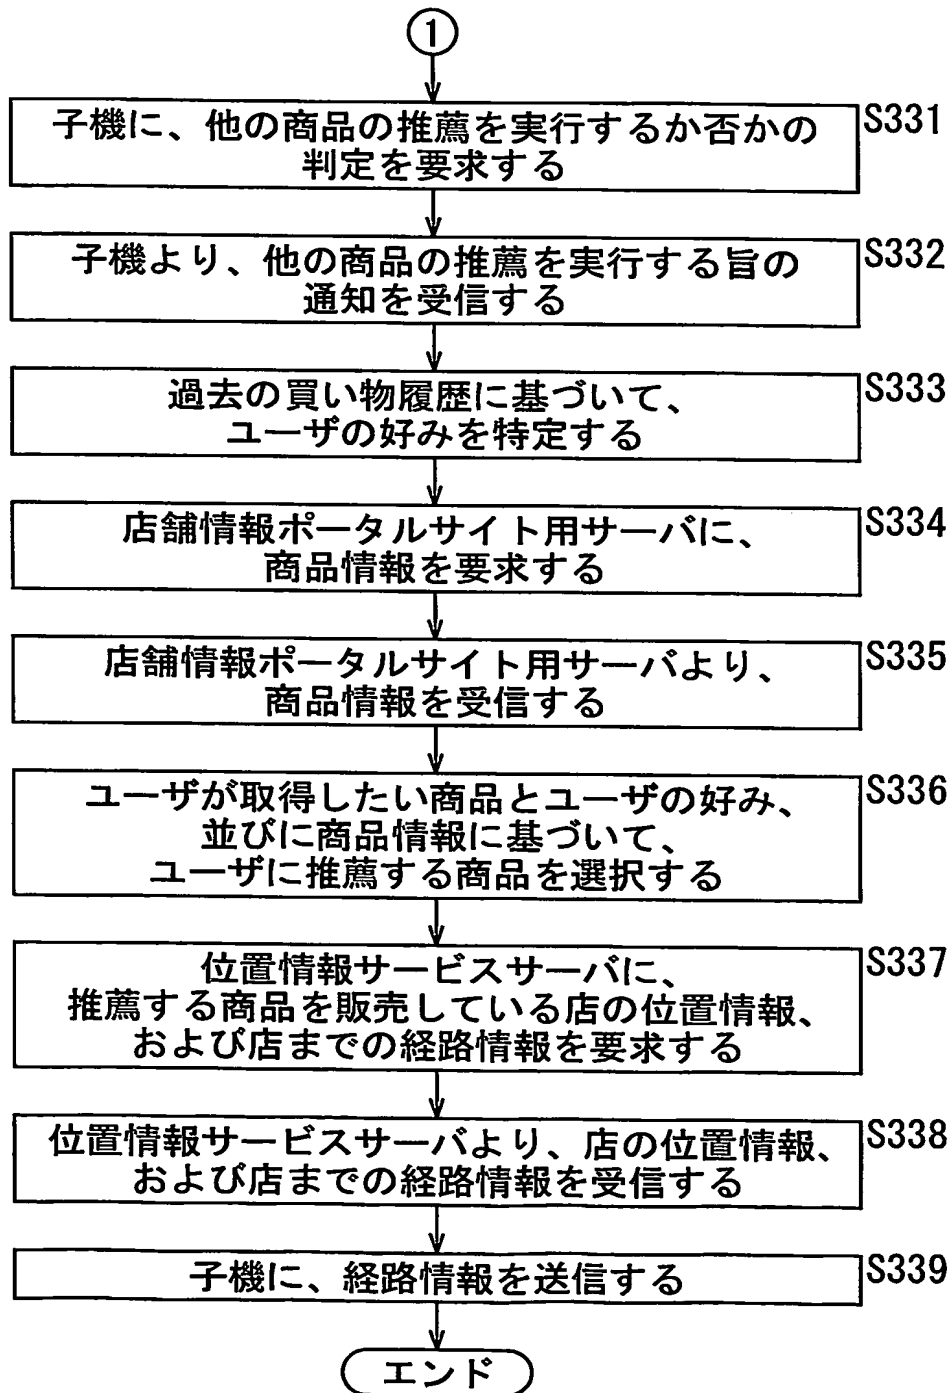 1
子機に、他の商品の推薦を実行するか否かの
判定を要求する
S331
子機より、他の商品の推薦を実行する旨の
通知を受信する
S332
過去の買い物履歴に基づいて、
ユーザの好みを特定する
S333
店舗情報ポータルサイト用サーバに、
商品情報を要求する
S334
店舗情報ポータルサイト用サーバより、
商品情報を受信する
S335
ユーザが取得したい商品とユーザの好み、
並びに商品情報に基づいて、
ユーザに推薦する商品を選択する
S336
位置情報サービスサーバに、
推薦する商品を販売している店の位置情報、
および店までの経路情報を要求する
S337
位置情報サービスサーバより、店の位置情報、
および店までの経路情報を受信する
S338
子機に、経路情報を送信する
S339
エンド